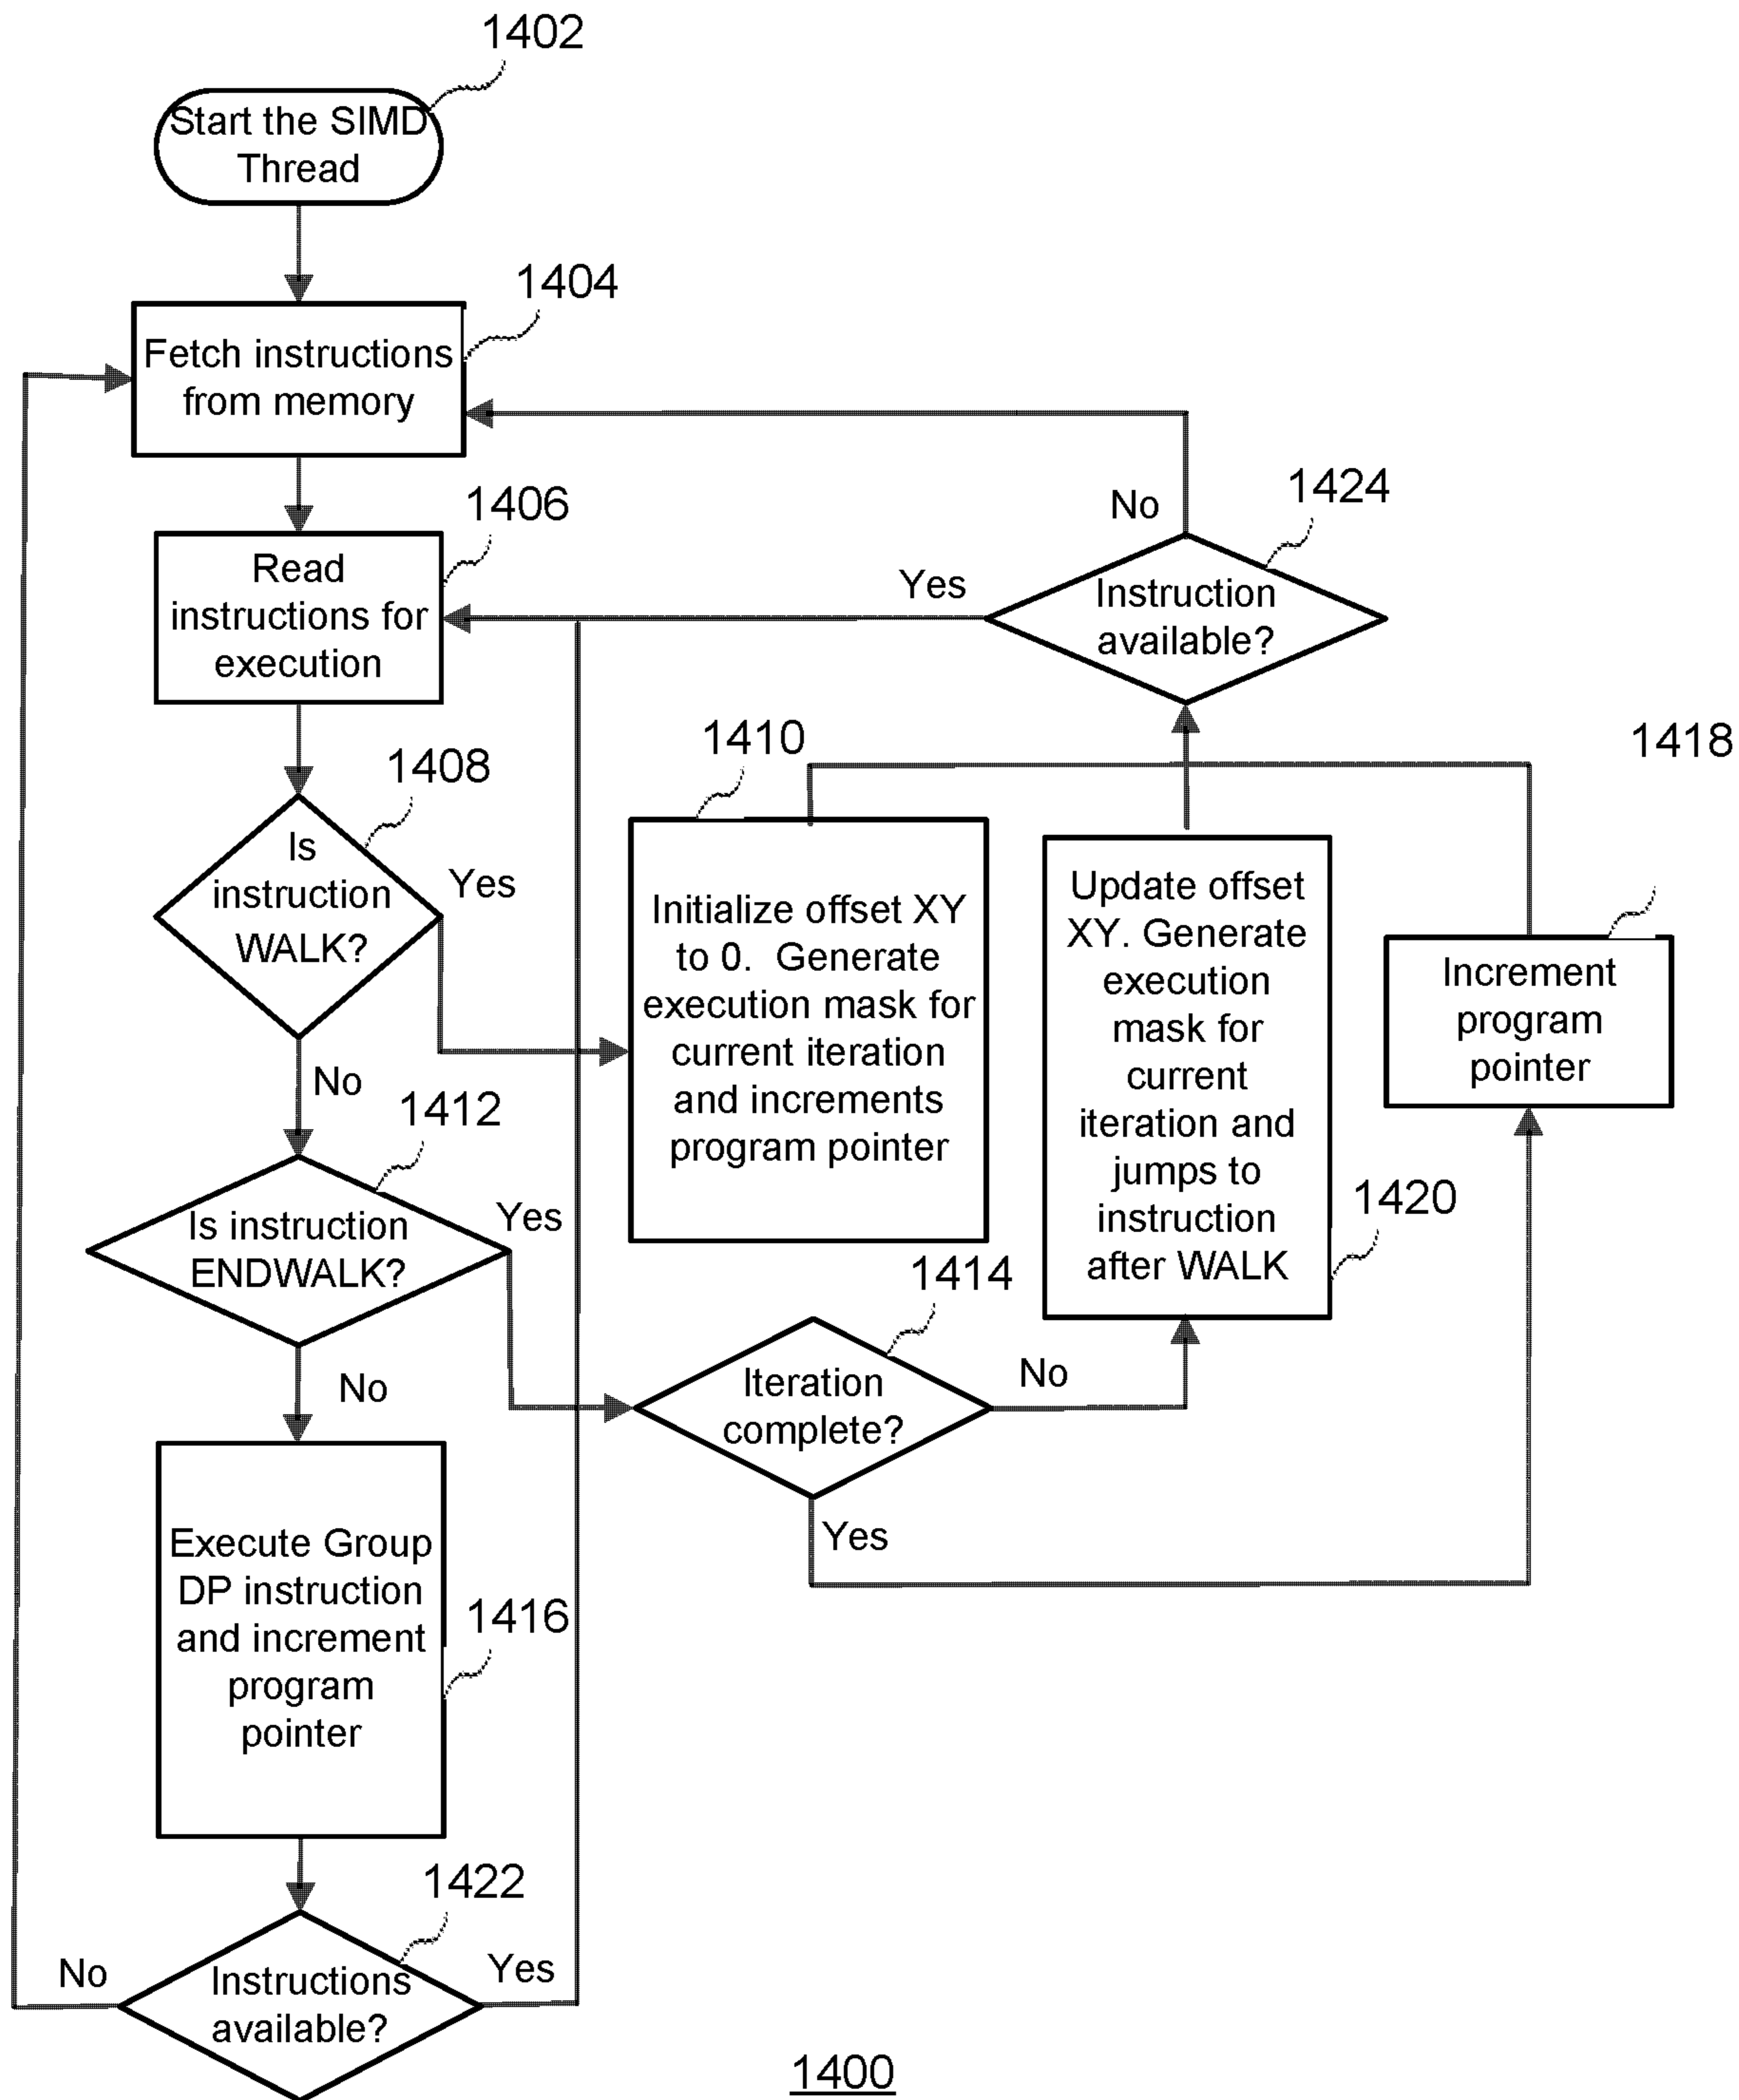 1402
Start the SIMD
Thread
1404
Fetch instructions
from memory
1406
Read
instructions for
execution
1424
No
Yes
Instruction
available?
1408
Is
instruction
WALK?
Yes
No
1410
Initialize offset XY
to 0. Generate
execution mask for
current iteration
and increments
program pointer
Update offset
XY. Generate
execution
mask for
current
iteration and
jumps to
instruction
after WALK
1420
1418
Increment
program
pointer
1412
Is instruction
ENDWALK?
Yes
No
1414
Iteration
complete?
No
Yes
Execute Group
DP instruction
and increment
program
pointer
1416
1422
Instructions
available?
No
Yes
1400